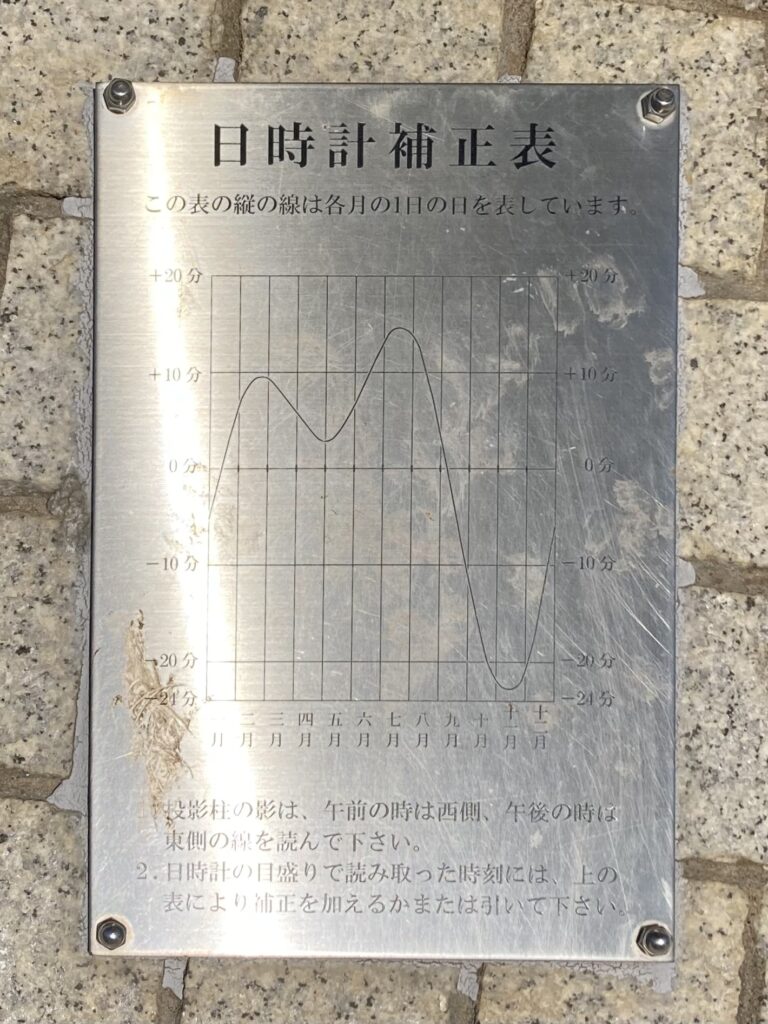 日時計補正表
この表の縦の線は各月の1日の日を表しています。
+20分 +20分
+10分 +10分
0分 0分
-10分 -10分
-20分 -20分
-24分 -24分
一月 二月 三月 四月 五月 六月 七月 八月 九月 十月 十一月 十二月
1.投影柱の影は、午前の時は西側、午後の時は
東側の線を読んで下さい。
2.日時計の目盛りで読み取った時刻には、上の
表により補正を加えるかまたは引いて下さい。